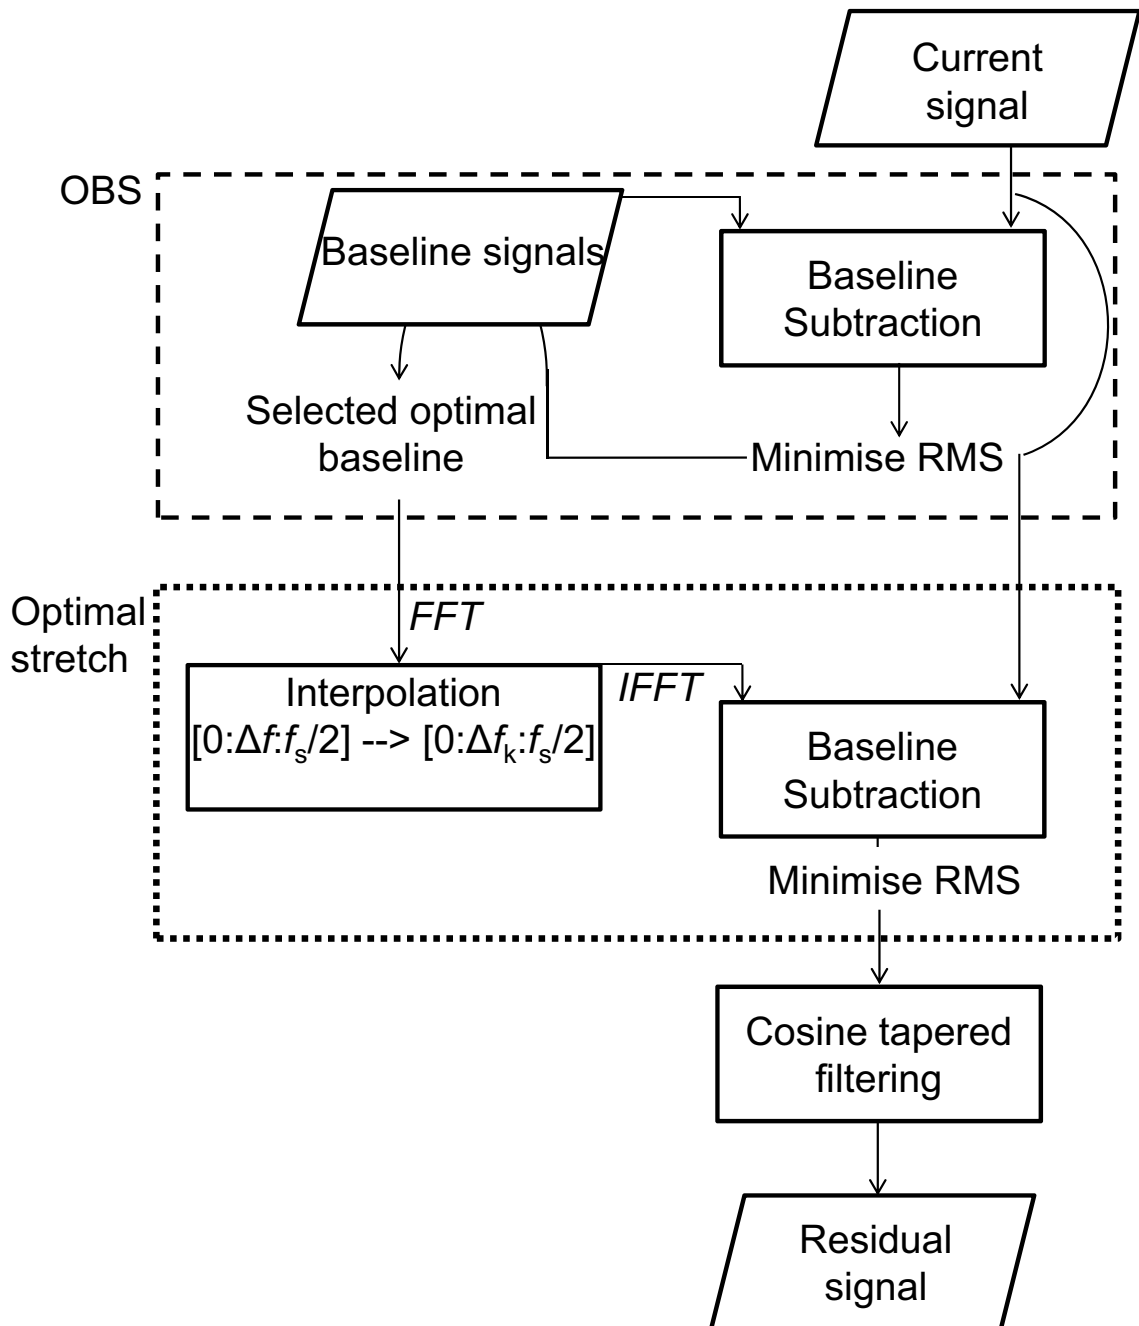 Current
signal
OBS
Baseline signals
Baseline
Subtraction
Selected optimal
baseline
Minimise RMS
Optimal
stretch
FFT
Interpolation
[0:Δf:fs/2] --> [0:Δfk:fs/2]
IFFT
Baseline
Subtraction
Minimise RMS
Cosine tapered
filtering
Residual
signal